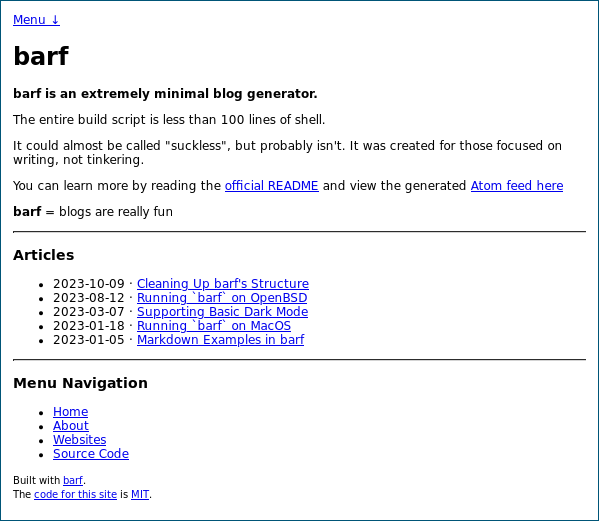 Menu ↓
barf
barf is an extremely minimal blog generator.
The entire build script is less than 100 lines of shell.
It could almost be called "suckless", but probably isn't. It was created for those focused on
writing, not tinkering.
You can learn more by reading the official README and view the generated Atom feed here
barf = blogs are really fun
Articles
• 2023-10-09 · Cleaning Up barf's Structure
• 2023-08-12 · Running `barf` on OpenBSD
• 2023-03-07 · Supporting Basic Dark Mode
• 2023-01-18 · Running `barf` on MacOS
• 2023-01-05 · Markdown Examples in barf
Menu Navigation
• Home
• About
• Websites
• Source Code
Built with barf.
The code for this site is MIT.